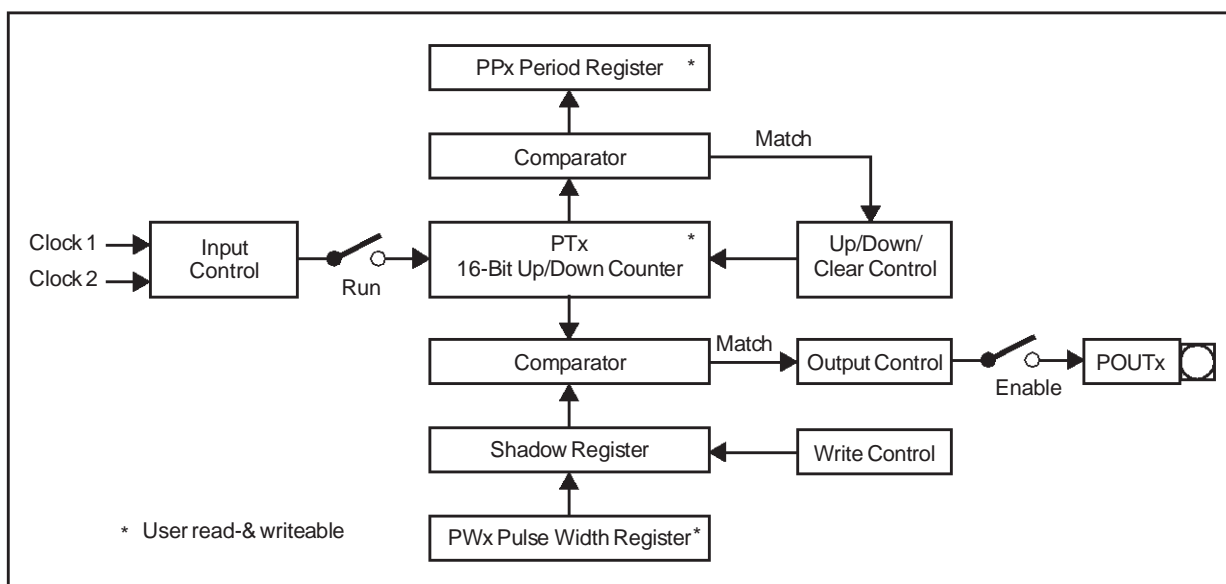 PPx Period Register *
Comparator
Match
Clock 1
Clock 2
Input
Control
Run
PTx *
16-Bit Up/Down Counter
Up/Down/
Clear Control
Comparator
Match
Output Control
Enable
POUTx
Shadow Register
Write Control
PWx Pulse Width Register *
* User read-& writeable